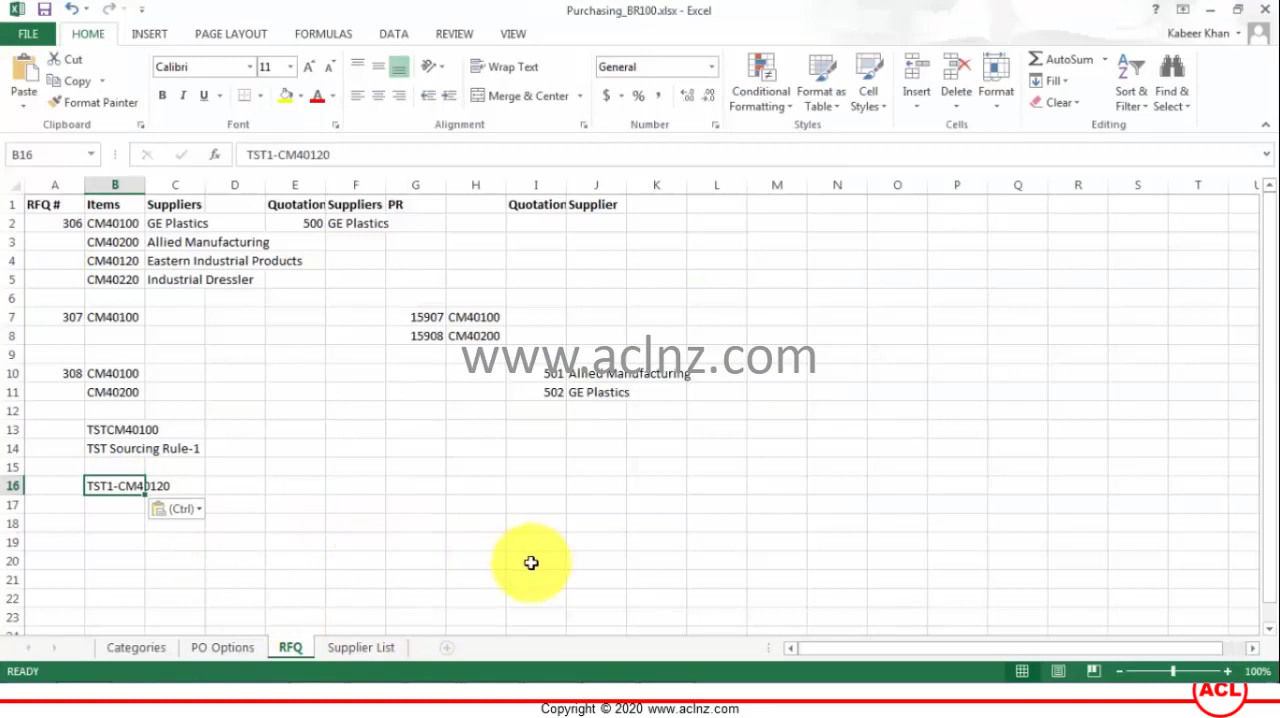 Purchasing_BR100.xlsx - Excel
FILE HOME INSERT PAGE LAYOUT FORMULAS DATA REVIEW VIEW Kabeer Khan
Paste Cut Copy Format Painter Clipboard
Calibri 11 B I U A Font
Wrap Text Merge & Center Alignment
General $ % , Number
Conditional Formatting Format as Table Cell Styles Styles
Insert Delete Format Cells
AutoSum Fill Clear Sort & Filter Find & Select Editing
B16 fx TST1-CM40120
A B C D E F G H I J K L M N O P Q R S T U
1 RFQ # Items Suppliers Quotation Suppliers PR Quotation Supplier
2 306 CM40100 GE Plastics 500 GE Plastics
3 CM40200 Allied Manufacturing
4 CM40120 Eastern Industrial Products
5 CM40220 Industrial Dressler
6
7 307 CM40100 15907 CM40100
8 15908 CM40200
www.aclnz.com
9
10 308 CM40100 501 Allied Manufacturing
11 CM40200 502 GE Plastics
12
13 TSTCM40100
14 TST Sourcing Rule-1
15
16 TST1-CM40120
17 (Ctrl)
18
19
20
21
22
23
Categories PO Options RFQ Supplier List
READY 100%
ACL
Copyright © 2020 www.aclnz.com